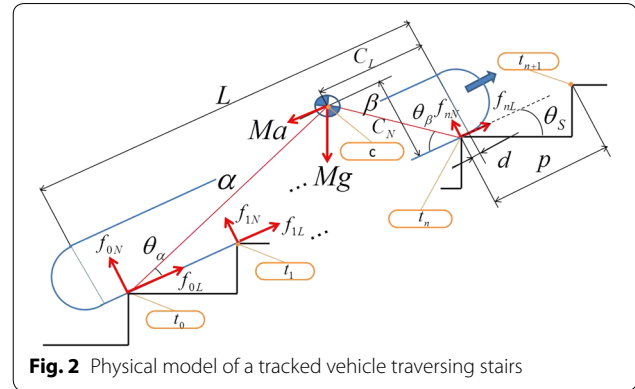 C_L
L
t_{n+1}
β
θ_β
f_{nN}
f_{nL}
θ_S
Ma
C_N
c
α
Mg
d
p
...
t_n
f_{0N}
θ_α
f_{1N}
f_{1L}
...
f_{0L}
t_1
t_0
Fig. 2 Physical model of a tracked vehicle traversing stairs